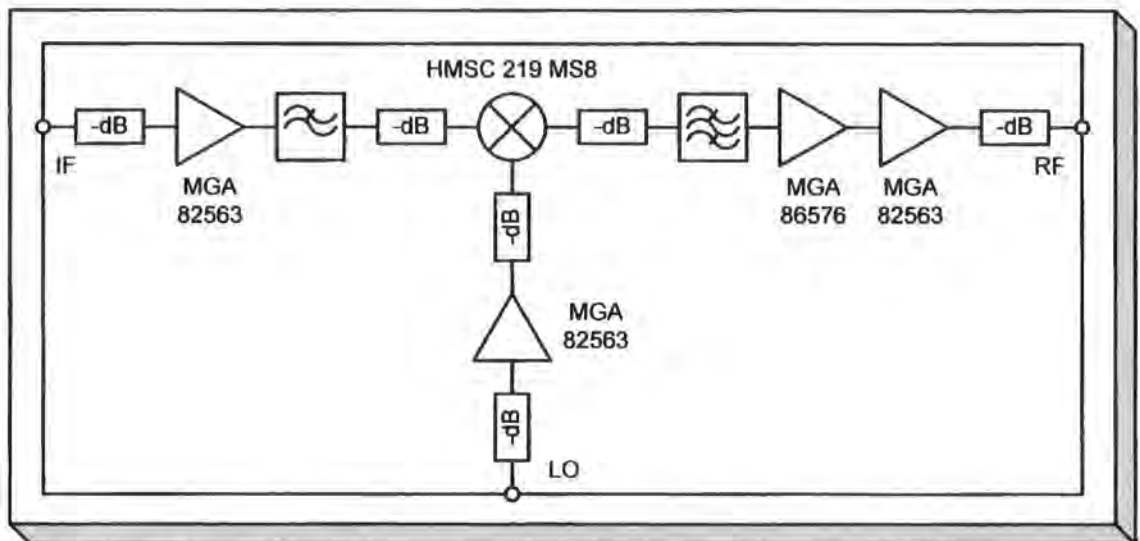 HMSC 219 MS8
-dB
-dB
-dB
-dB
IF
RF
MGA
82563
MGA
86576
MGA
82563
-dB
MGA
82563
-dB
LO